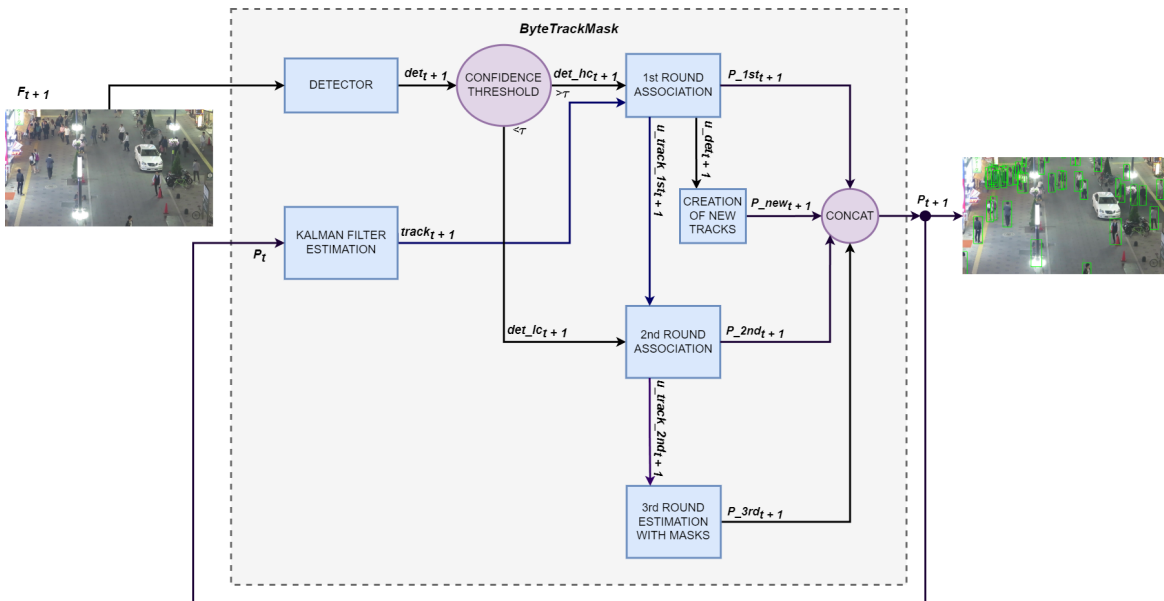 ByteTrackMask
F t + 1
DETECTOR
det t + 1
CONFIDENCE
THRESHOLD
>τ
<τ
det_hc t + 1
1st ROUND
ASSOCIATION
P_1st t + 1
u_track_1st t + 1
u_det t + 1
P t
KALMAN FILTER
ESTIMATION
track t + 1
CREATION
OF NEW
TRACKS
P_new t + 1
CONCAT
P t + 1
det_lc t + 1
2nd ROUND
ASSOCIATION
P_2nd t + 1
u_track_2nd t + 1
3rd ROUND
ESTIMATION
WITH MASKS
P_3rd t + 1